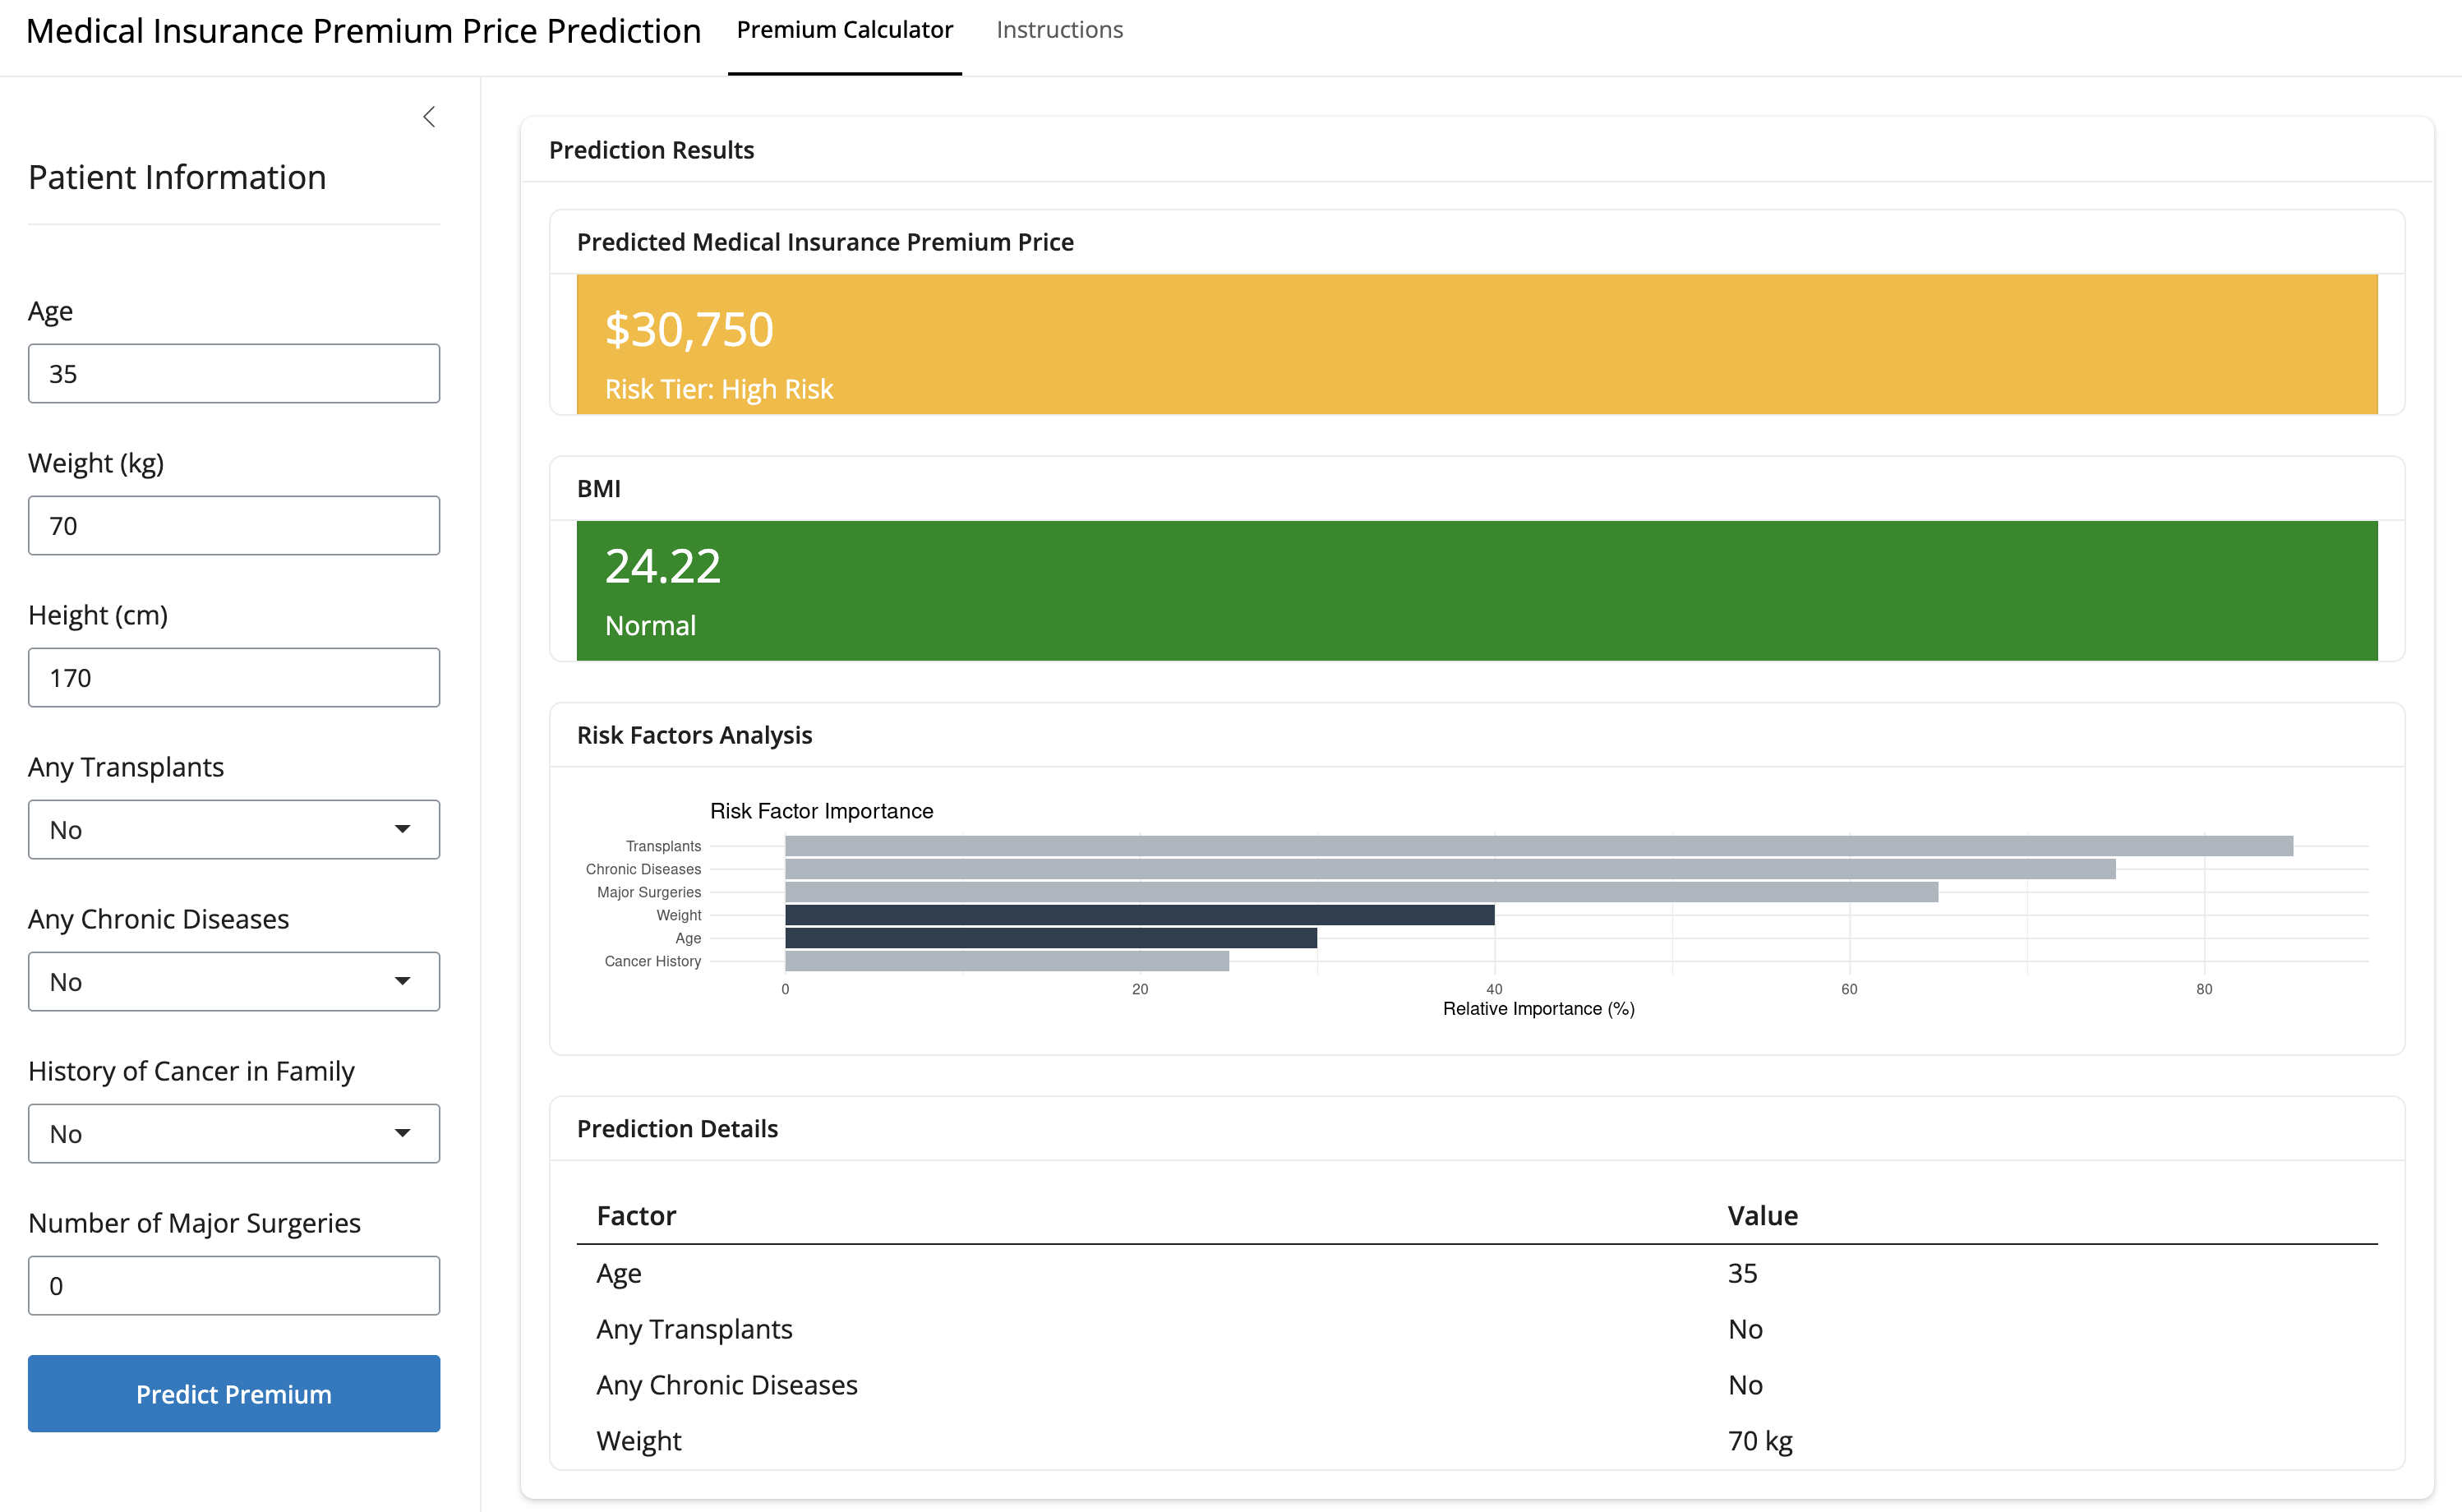 Medical Insurance Premium Price Prediction Premium Calculator Instructions
Patient Information
Age
35
Weight (kg)
70
Height (cm)
170
Any Transplants
No
Any Chronic Diseases
No
History of Cancer in Family
No
Number of Major Surgeries
0
Predict Premium
Prediction Results
Predicted Medical Insurance Premium Price
$30,750
Risk Tier: High Risk
BMI
24.22
Normal
Risk Factors Analysis
Risk Factor Importance
Transplants
Chronic Diseases
Major Surgeries
Weight
Age
Cancer History
0 20 40 60 80
Relative Importance (%)
Prediction Details
Factor Value
Age 35
Any Transplants No
Any Chronic Diseases No
Weight 70 kg